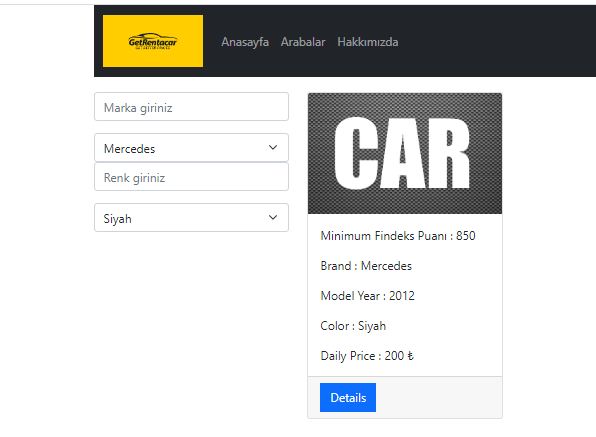 GetRentacar
Anasayfa Arabalar Hakkımızda
Marka giriniz
Mercedes
Renk giriniz
Siyah
CAR
Minimum Findeks Puanı : 850
Brand : Mercedes
Model Year : 2012
Color : Siyah
Daily Price : 200 ₺
Details